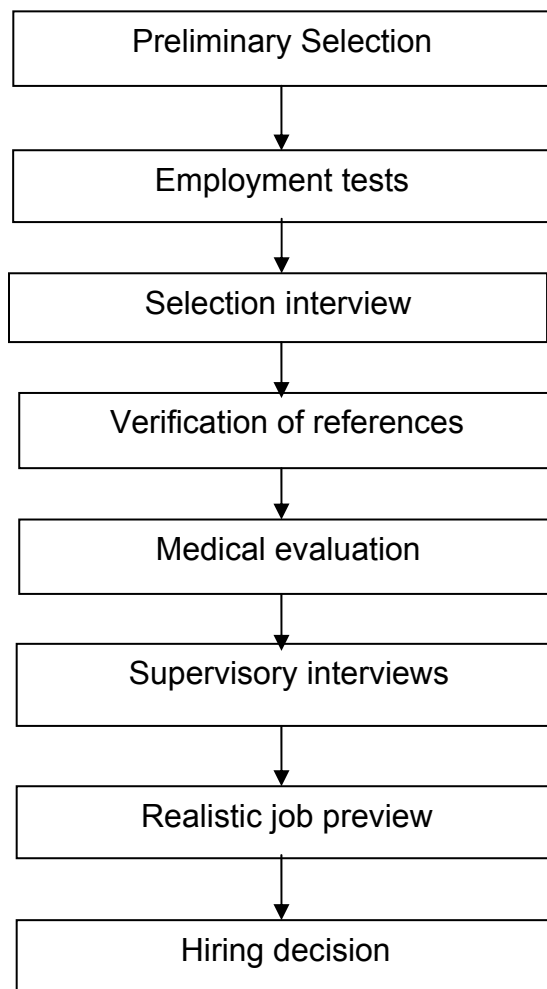 Preliminary Selection
Employment tests
Selection interview
Verification of references
Medical evaluation
Supervisory interviews
Realistic job preview
Hiring decision